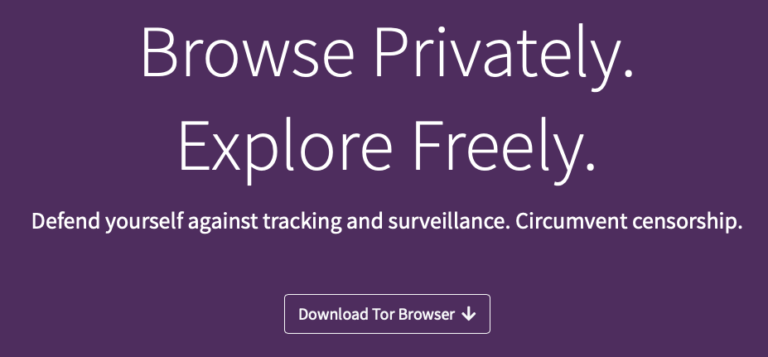 Browse Privately.
Explore Freely.
Defend yourself against tracking and surveillance. Circumvent censorship.
Download Tor Browser ↓